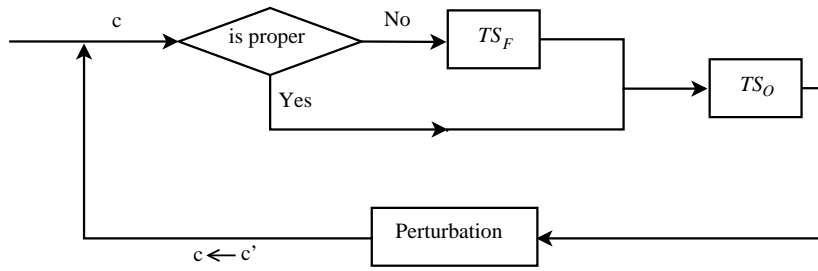 c
is proper
No
TS_F
Yes
TS_O
Perturbation
c ← c'